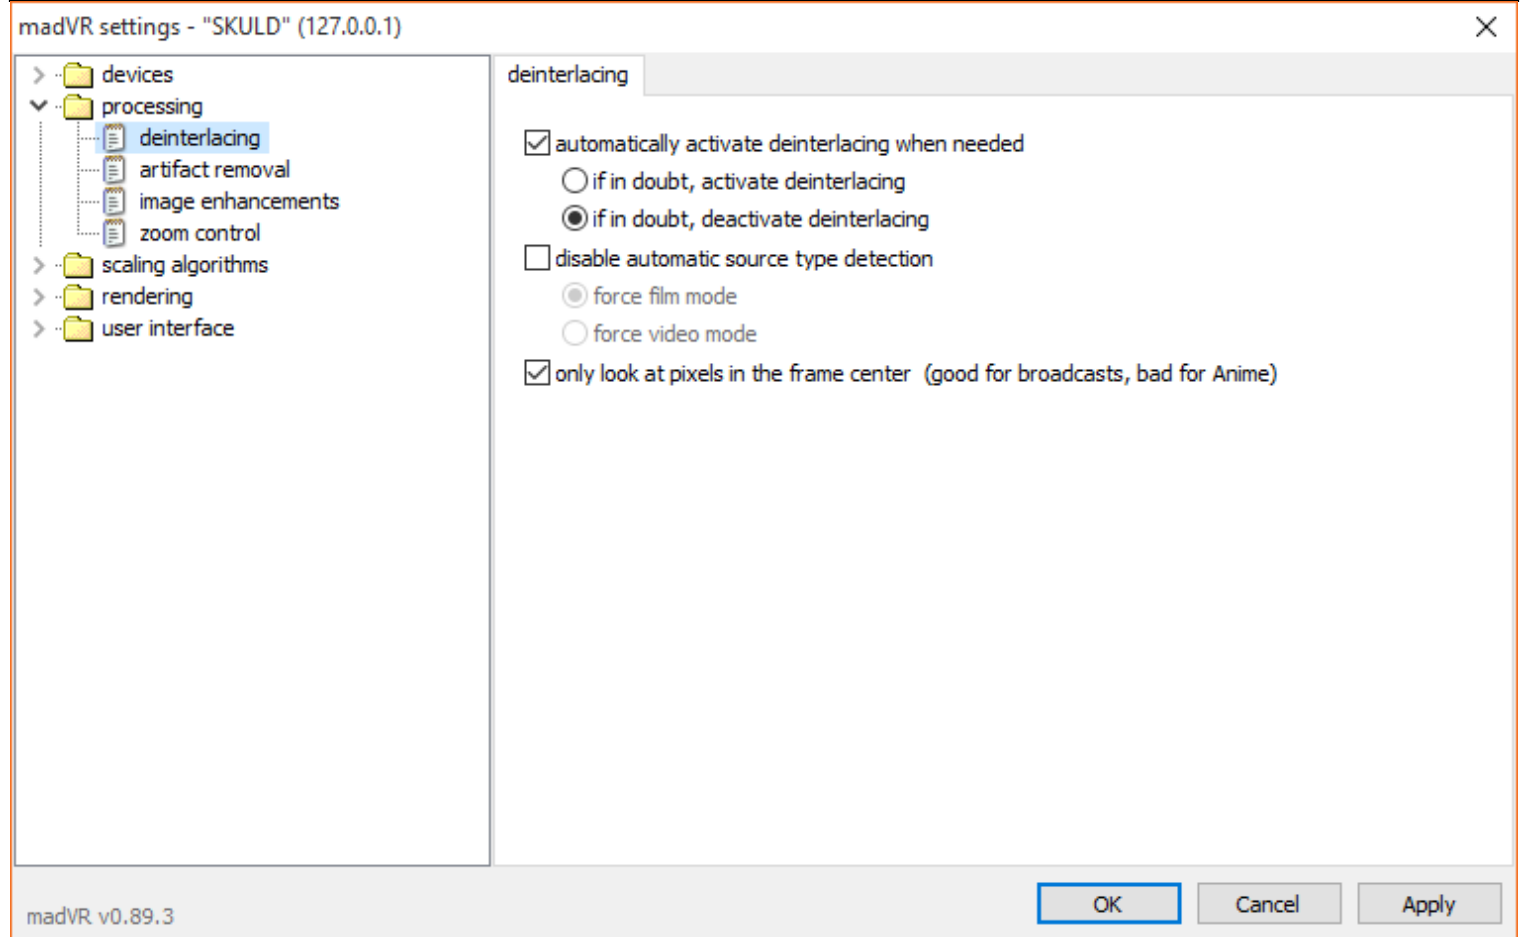 madVR settings - "SKULD" (127.0.0.1)
devices
processing
deinterlacing
artifact removal
image enhancements
zoom control
scaling algorithms
rendering
user interface
deinterlacing
automatically activate deinterlacing when needed
if in doubt, activate deinterlacing
if in doubt, deactivate deinterlacing
disable automatic source type detection
force film mode
force video mode
only look at pixels in the frame center (good for broadcasts, bad for Anime)
madVR v0.89.3
OK
Cancel
Apply